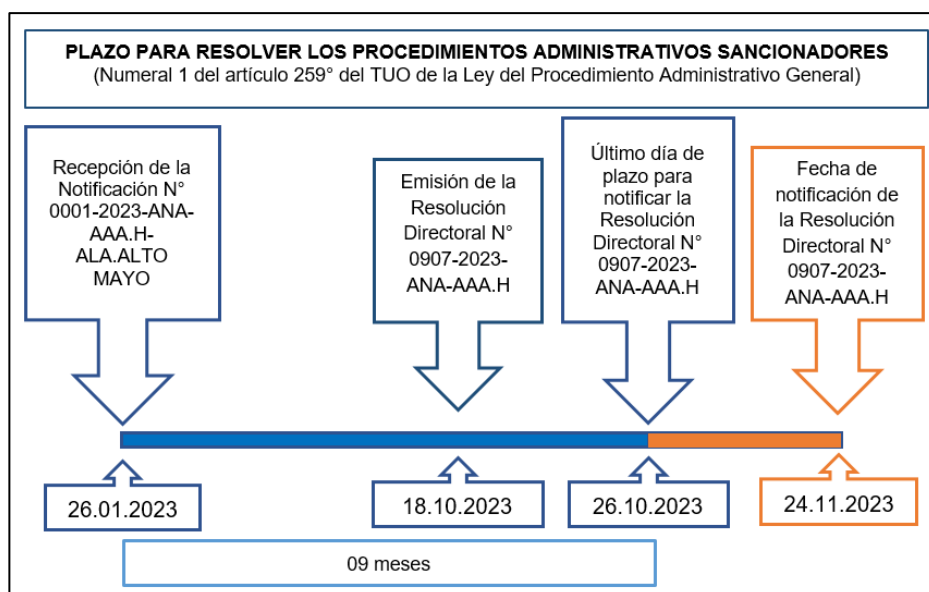 PLAZO PARA RESOLVER LOS PROCEDIMIENTOS ADMINISTRATIVOS SANCIONADORES
(Numeral 1 del artículo 259° del TUO de la Ley del Procedimiento Administrativo General)
Recepción de la
Notificación N°
0001-2023-ANA-
AAA.H-
ALA.ALTO
MAYO
Emisión de la
Resolución
Directoral N°
0907-2023-
ANA-AAA.H
Último día de
plazo para
notificar la
Resolución
Directoral N°
0907-2023-
ANA-AAA.H
Fecha de
notificación de
la Resolución
Directoral N°
0907-2023-
ANA-AAA.H
26.01.2023
18.10.2023
26.10.2023
24.11.2023
09 meses